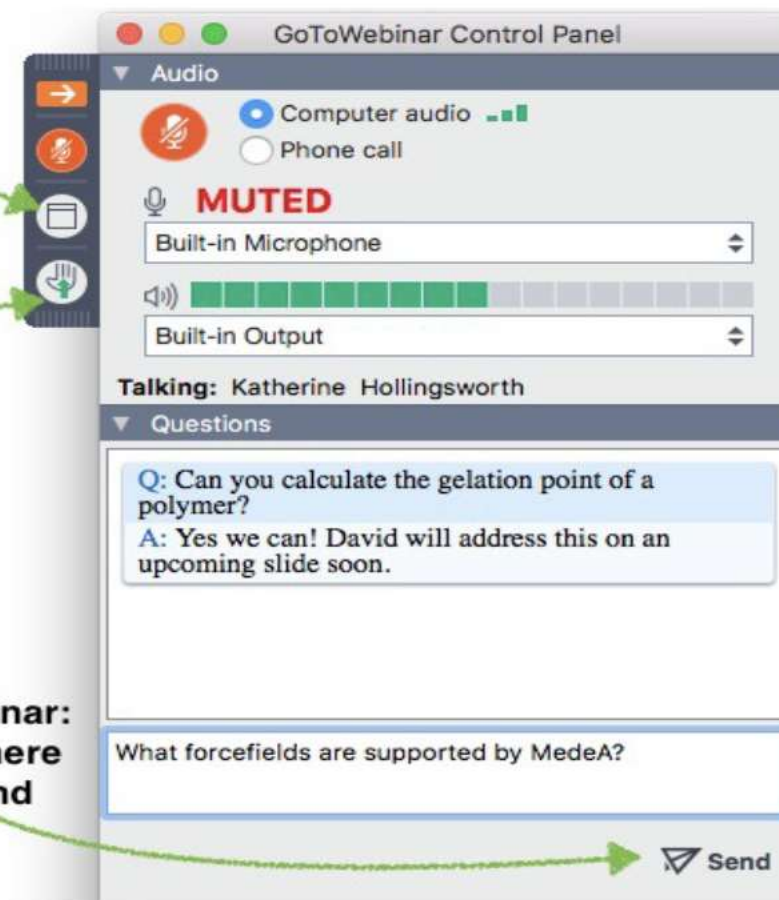 GoToWebinar Control Panel
Audio
Computer audio
Phone call
MUTED
Built-in Microphone
Built-in Output
Talking: Katherine Hollingsworth
Questions
Q: Can you calculate the gelation point of a
polymer?
A: Yes we can! David will address this on an
upcoming slide soon.
nar:
What forcefields are supported by MedeA?
Send